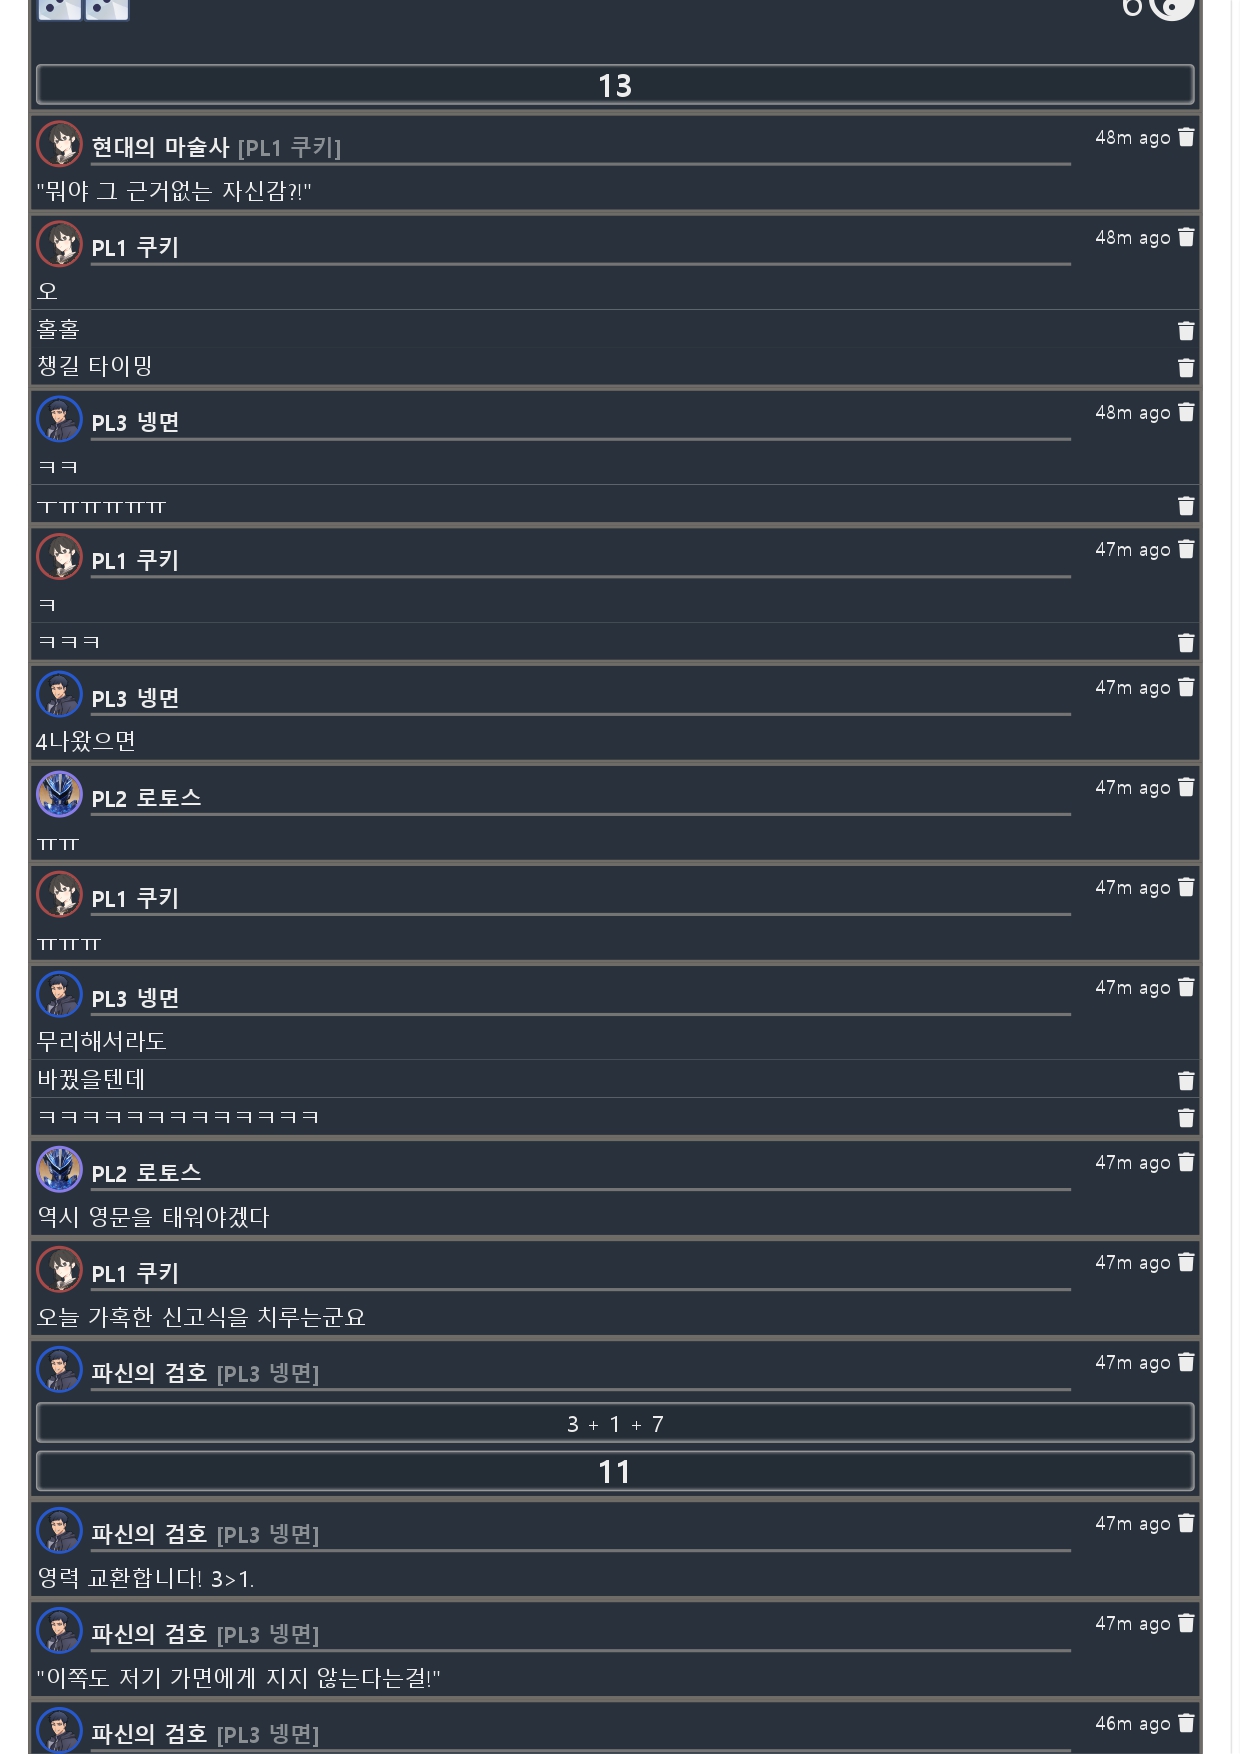 6
13
현대의 마술사 [PL1 쿠키]
48m ago
"뭐야 그 근거없는 자신감?!"
PL1 쿠키
48m ago
오
홀홀
챙길 타이밍
PL3 넹면
48m ago
ㅋㅋ
ㅜㅠㅠㅠㅠㅠ
PL1 쿠키
47m ago
ㅋ
ㅋㅋㅋ
PL3 넹면
47m ago
4나왔으면
PL2 로토스
47m ago
ㅠㅠ
PL1 쿠키
47m ago
ㅠㅠㅠ
PL3 넹면
47m ago
무리해서라도
바꿨을텐데
ㅋㅋㅋㅋㅋㅋㅋㅋㅋㅋㅋㅋㅋ
PL2 로토스
47m ago
역시 영문을 태워야겠다
PL1 쿠키
47m ago
오늘 가혹한 신고식을 치루는군요
파신의 검호 [PL3 넹면]
47m ago
3 + 1 + 7
11
파신의 검호 [PL3 넹면]
47m ago
영력 교환합니다! 3>1.
파신의 검호 [PL3 넹면]
47m ago
"이쪽도 저기 가면에게 지지 않는다는걸!"
파신의 검호 [PL3 넹면]
46m ago